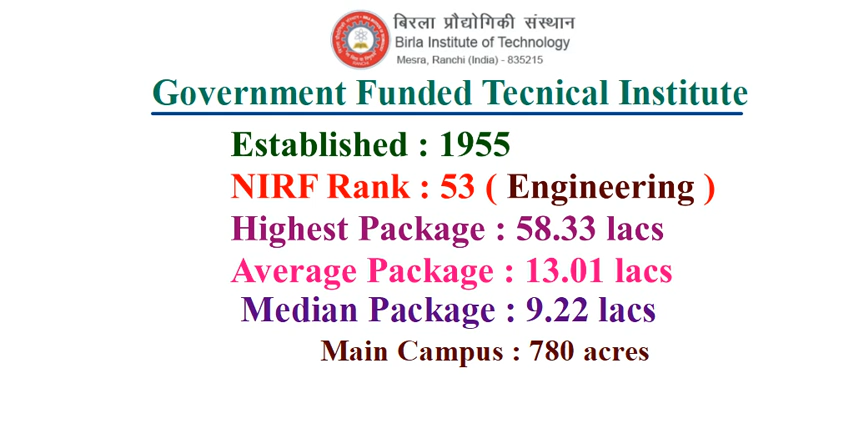 बिरला प्रौद्योगिकी संस्थान
Birla Institute of Technology
Mesra, Ranchi (India) - 835215
Government Funded Tecnical Institute
Established : 1955
NIRF Rank : 53 ( Engineering )
Highest Package : 58.33 lacs
Average Package : 13.01 lacs
Median Package : 9.22 lacs
Main Campus : 780 acres